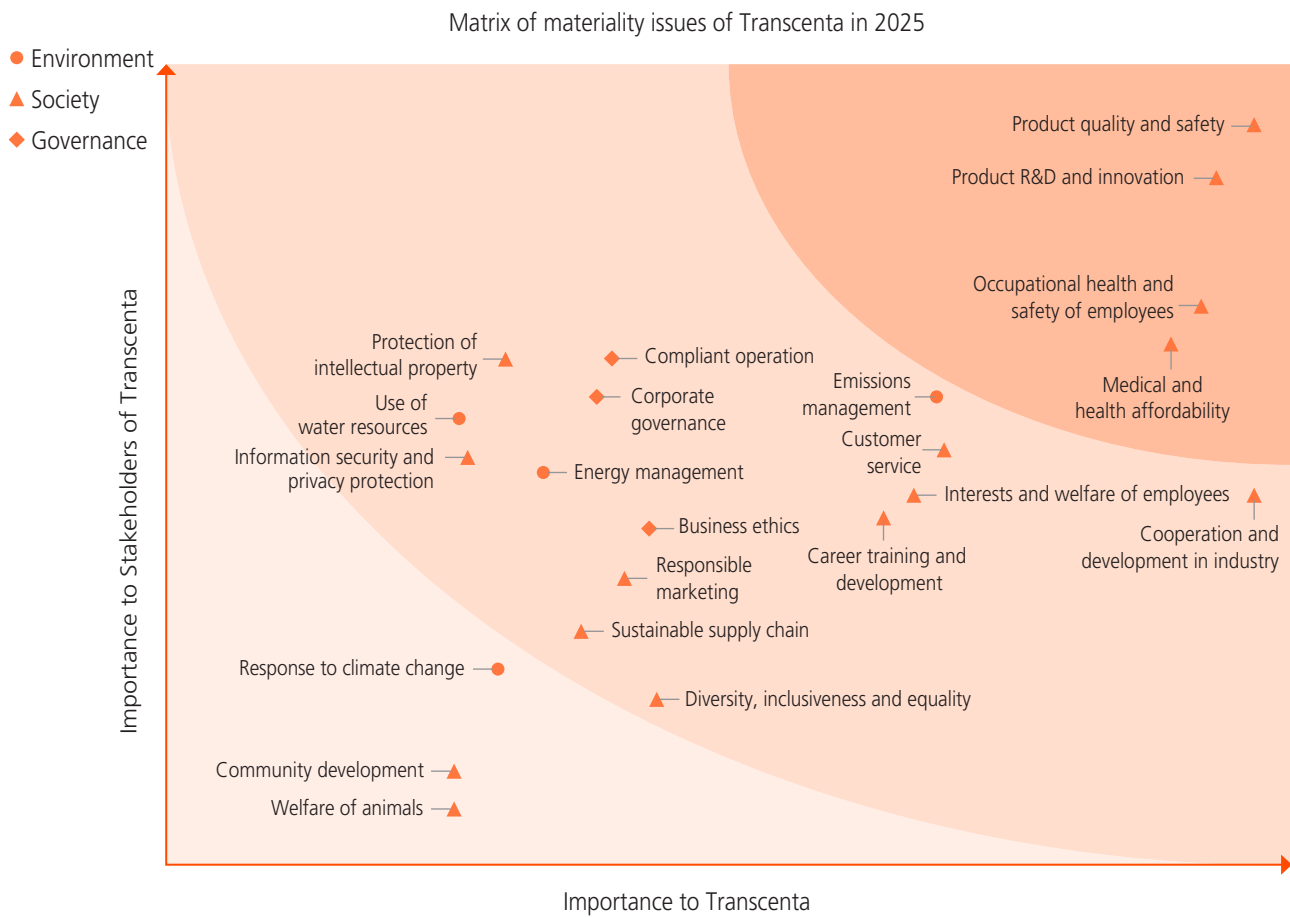 Matrix of materiality issues of Transcenta in 2025
Environment
Society
Governance
Product quality and safety
Product R&D and innovation
Occupational health and
safety of employees
Medical and
health affordability
Protection of
intellectual property
Compliant operation
Use of
water resources
Corporate
governance
Emissions
management
Information security and
privacy protection
Customer
service
Energy management
Interests and welfare of employees
Cooperation and
development in industry
Business ethics
Career training and
development
Responsible
marketing
Sustainable supply chain
Response to climate change
Diversity, inclusiveness and equality
Community development
Welfare of animals
Importance to Stakeholders of Transcenta
Importance to Transcenta